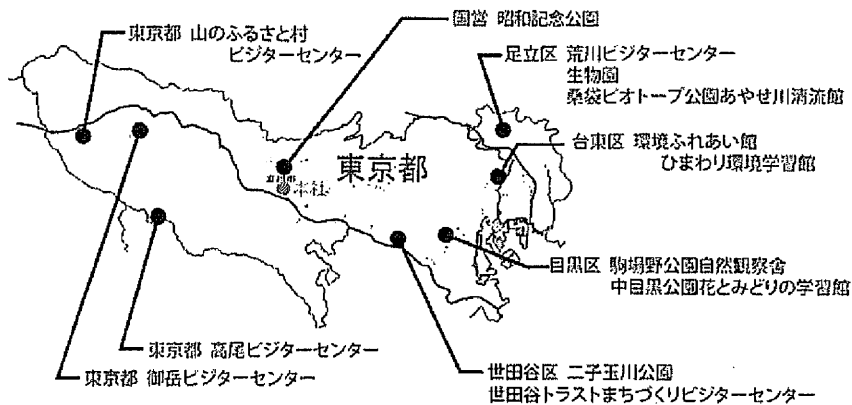 東京都 山のふるさと村
ビジターセンター
国営 昭和記念公園
足立区 荒川ビジターセンター
生物園
桑袋ビオトープ公園あやせ川清流館
台東区 環境ふれあい館
ひまわり環境学習館
東京都
本社
目黒区 駒場野公園自然観察舎
中目黒公園花とみどりの学習館
東京都 高尾ビジターセンター
東京都 御岳ビジターセンター
世田谷区 二子玉川公園
世田谷トラストまちづくりビジターセンター